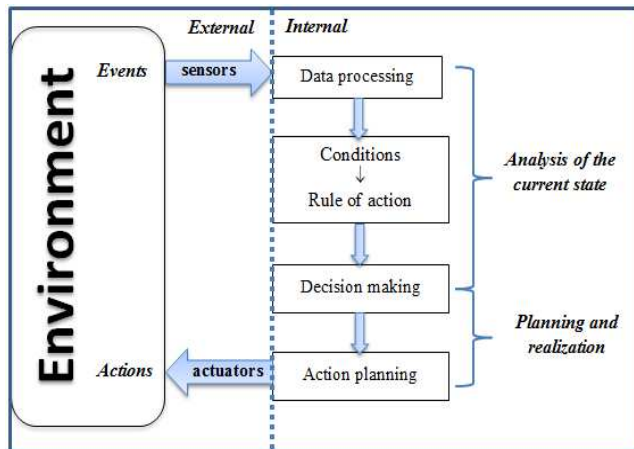 External
Internal
Environment
Events
sensors
Data processing
Conditions
↓
Rule of action
Analysis of the
current state
Decision making
Planning and
realization
Actions
actuators
Action planning